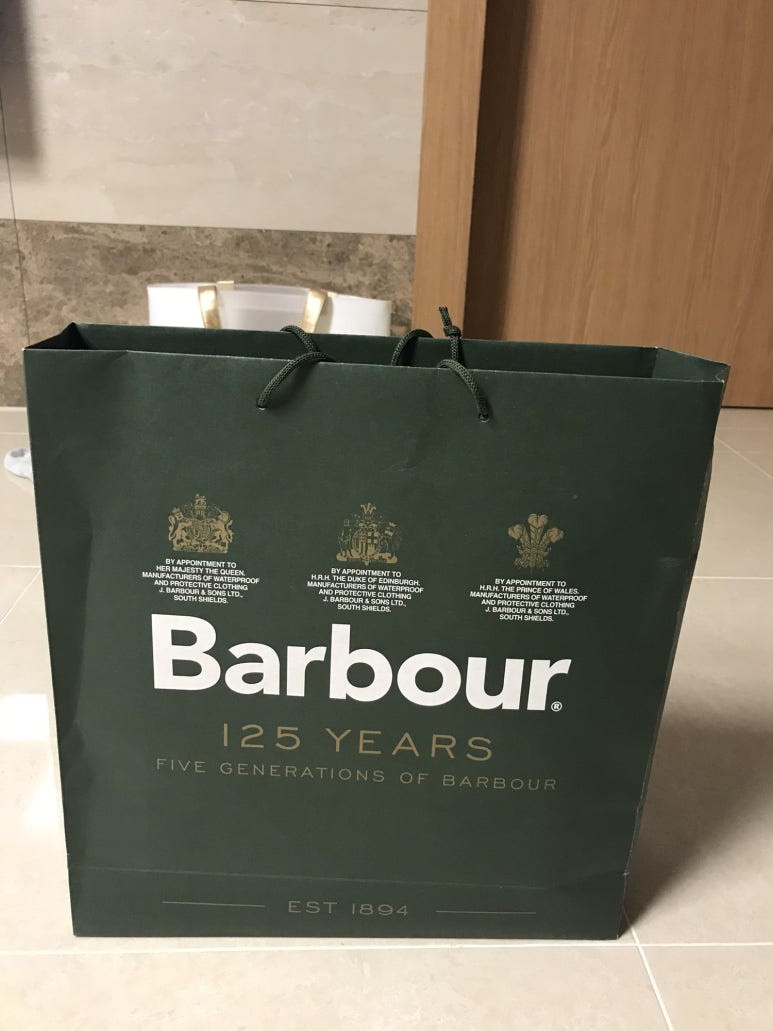 BY APPOINTMENT TO
HER MAJESTY THE QUEEN,
MANUFACTURERS OF WATERPROOF
AND PROTECTIVE CLOTHING
J. BARBOUR & SONS LTD.,
SOUTH SHIELDS.
BY APPOINTMENT TO
H.R.H. THE DUKE OF EDINBURGH.
MANUFACTURERS OF WATERPROOF
AND PROTECTIVE CLOTHING
J. BARBOUR & SONS LTD.,
SOUTH SHIELDS.
BY APPOINTMENT TO
H.R.H. THE PRINCE OF WALES.
MANUFACTURERS OF WATERPROOF
AND PROTECTIVE CLOTHING
J. BARBOUR & SONS LTD.,
SOUTH SHIELDS.
Barbour®
125 YEARS
FIVE GENERATIONS OF BARBOUR
EST 1894